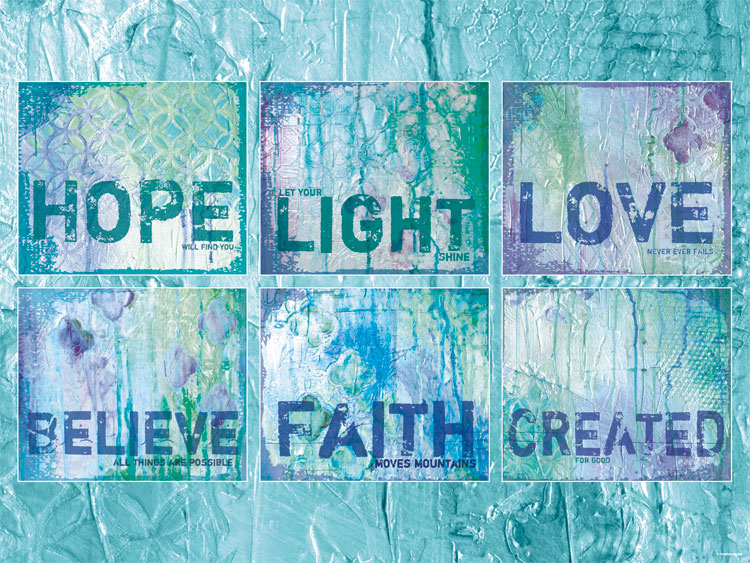 HOPE
WILL FIND YOU
LET YOUR
LIGHT
SHINE
LOVE
NEVER EVER FAILS
BELIEVE
ALL THINGS ARE POSSIBLE
FAITH
MOVES MOUNTAINS
CREATED
FOR GOOD